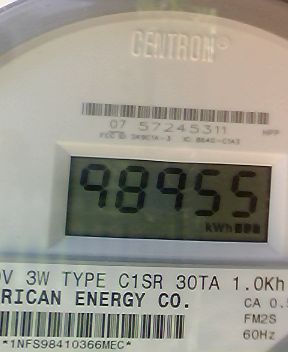 CENTRON®
07 57245311
98955
kWh
V 3W TYPE C1SR 30TA 1.0Kh
RICAN ENERGY CO.
CA 0.5
FM2S
60Hz
*1NFS98410366MEC*